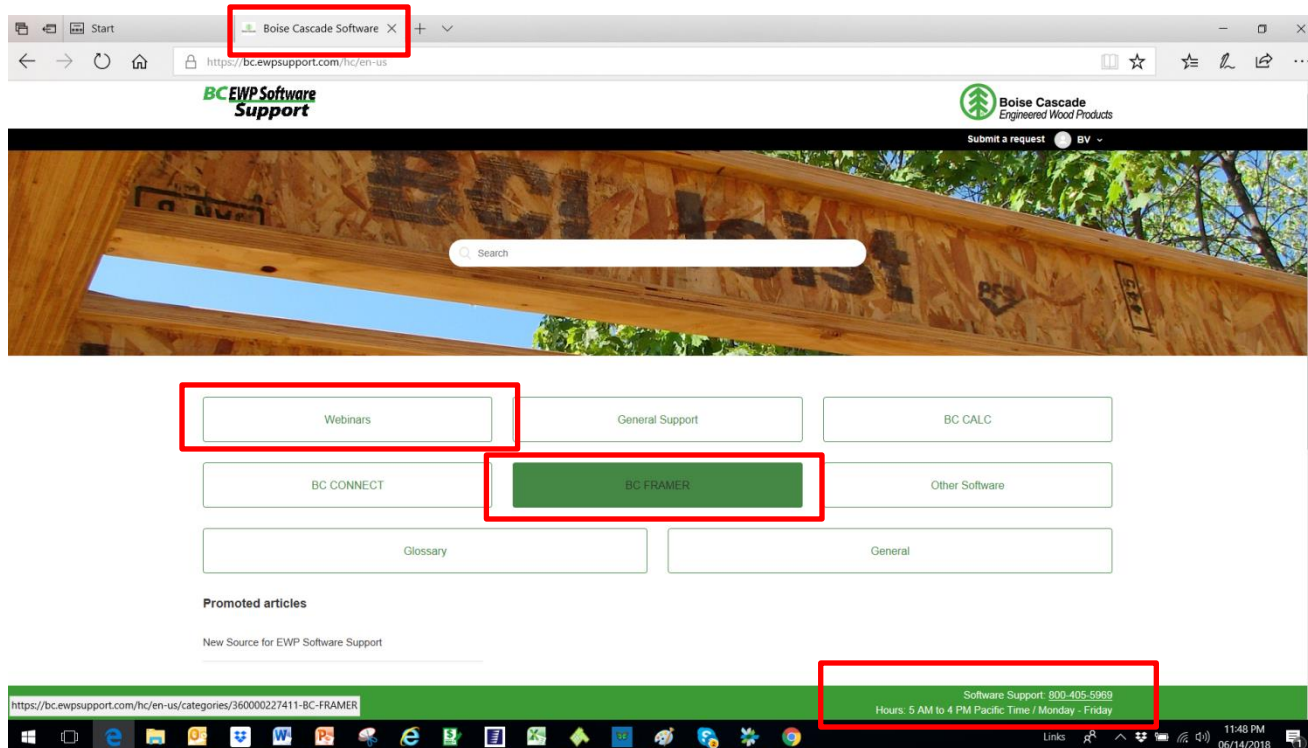 Start
Boise Cascade Software
https://bc.ewpsupport.com/hc/en-us
BC EWP Software
Support
Boise Cascade
Engineered Wood Products
Submit a request BV
BCI Joist
PFS
Search
Webinars
General Support
BC CALC
BC CONNECT
BC FRAMER
Other Software
Glossary
General
Promoted articles
New Source for EWP Software Support
Software Support: 800-405-5969
Hours: 5 AM to 4 PM Pacific Time / Monday - Friday
https://bc.ewpsupport.com/hc/en-us/categories/360000227411-BC-FRAMER
Links
11:48 PM
06/14/2018